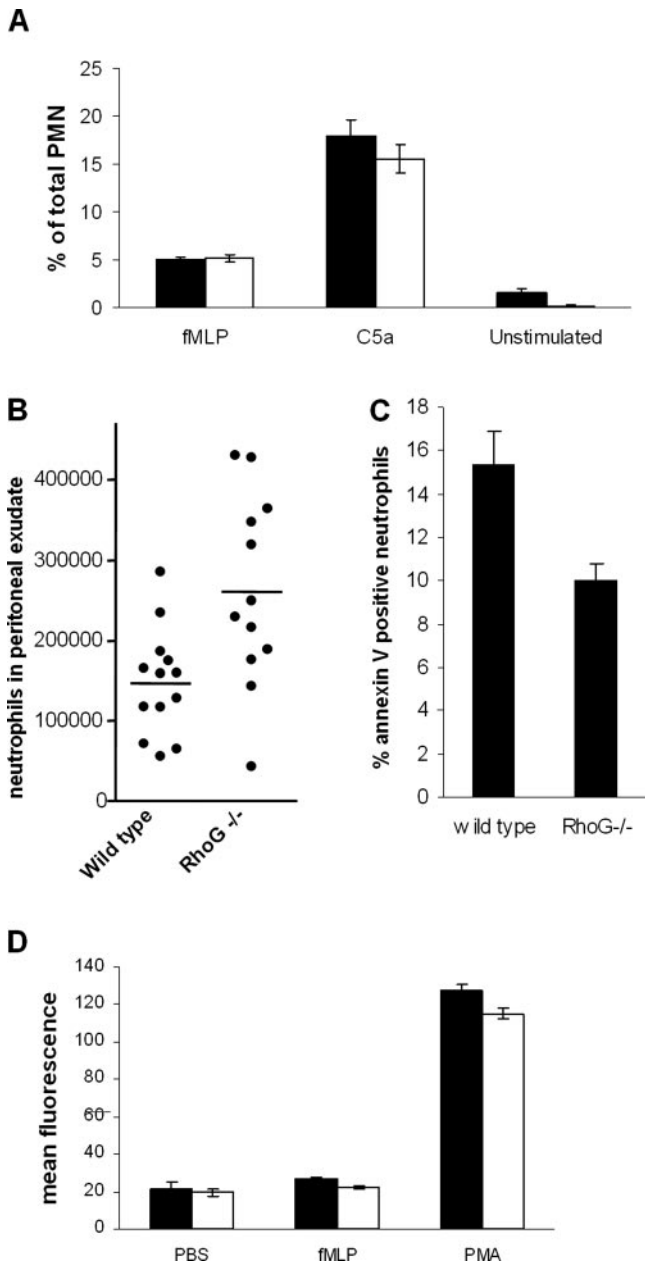 A
% of total PMN
25
20
15
10
5
0
fMLP
C5a
Unstimulated
B
neutrophils in peritoneal exudate
400000
300000
200000
100000
0
Wild type
RhoG -/-
C
% annexin V positive neutrophils
18
16
14
12
10
8
6
4
2
0
wild type
RhoG-/-
D
mean fluorescence
140
120
100
80
60
40
20
0
PBS
fMLP
PMA